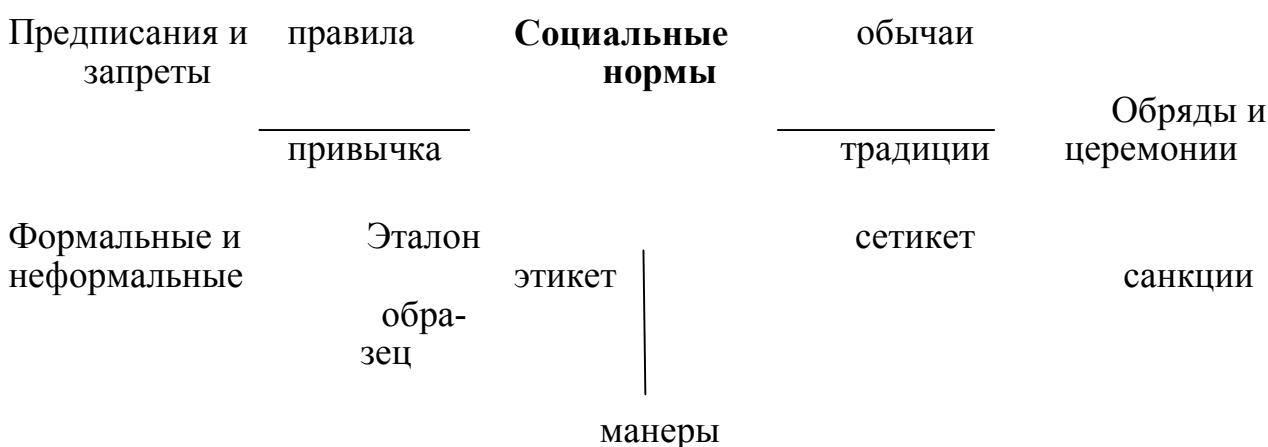 Предписания и правила Социальные обычаи
запреты нормы
Обряды и
привычка традиции церемонии
Формальные и Эталон сетикет
неформальные этикет санкции
обра-
зец
манеры